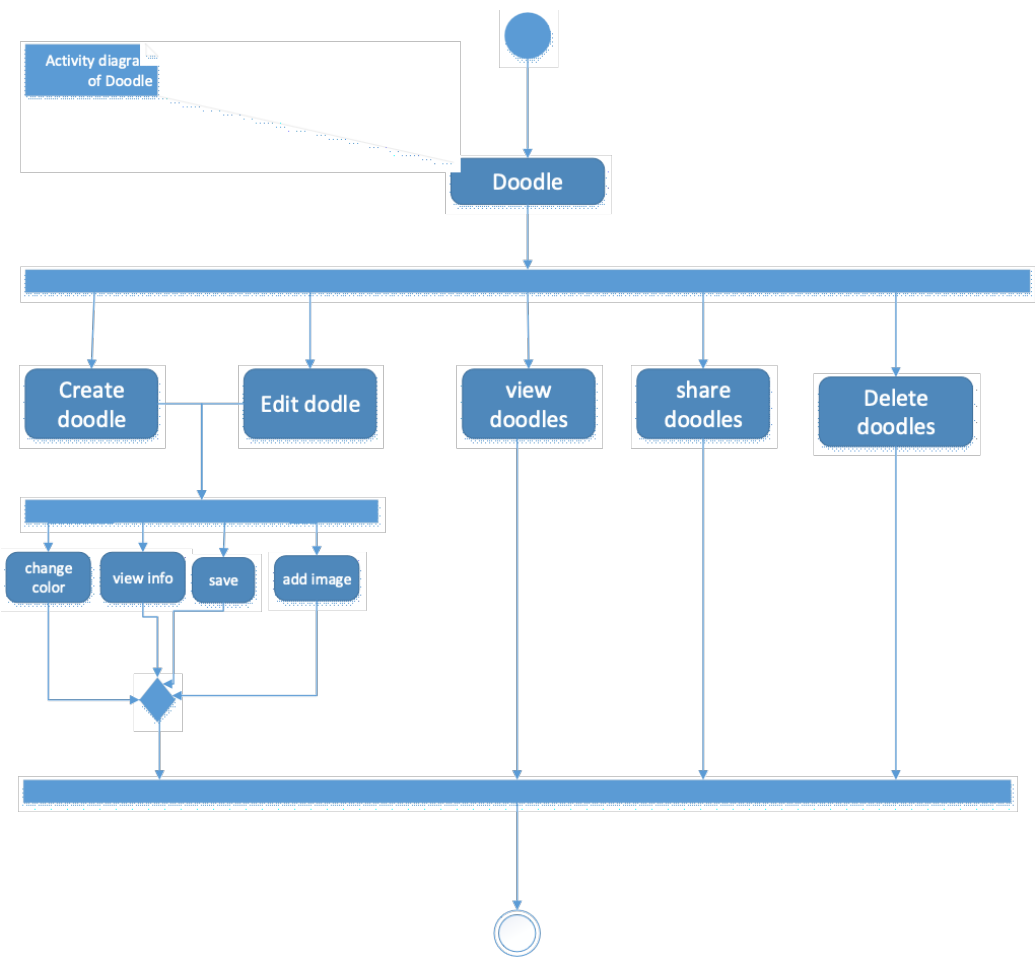 Activity diagra
of Doodle
Doodle
Create
doodle
Edit dodle
view
doodles
share
doodles
Delete
doodles
change
color
view info
save
add image